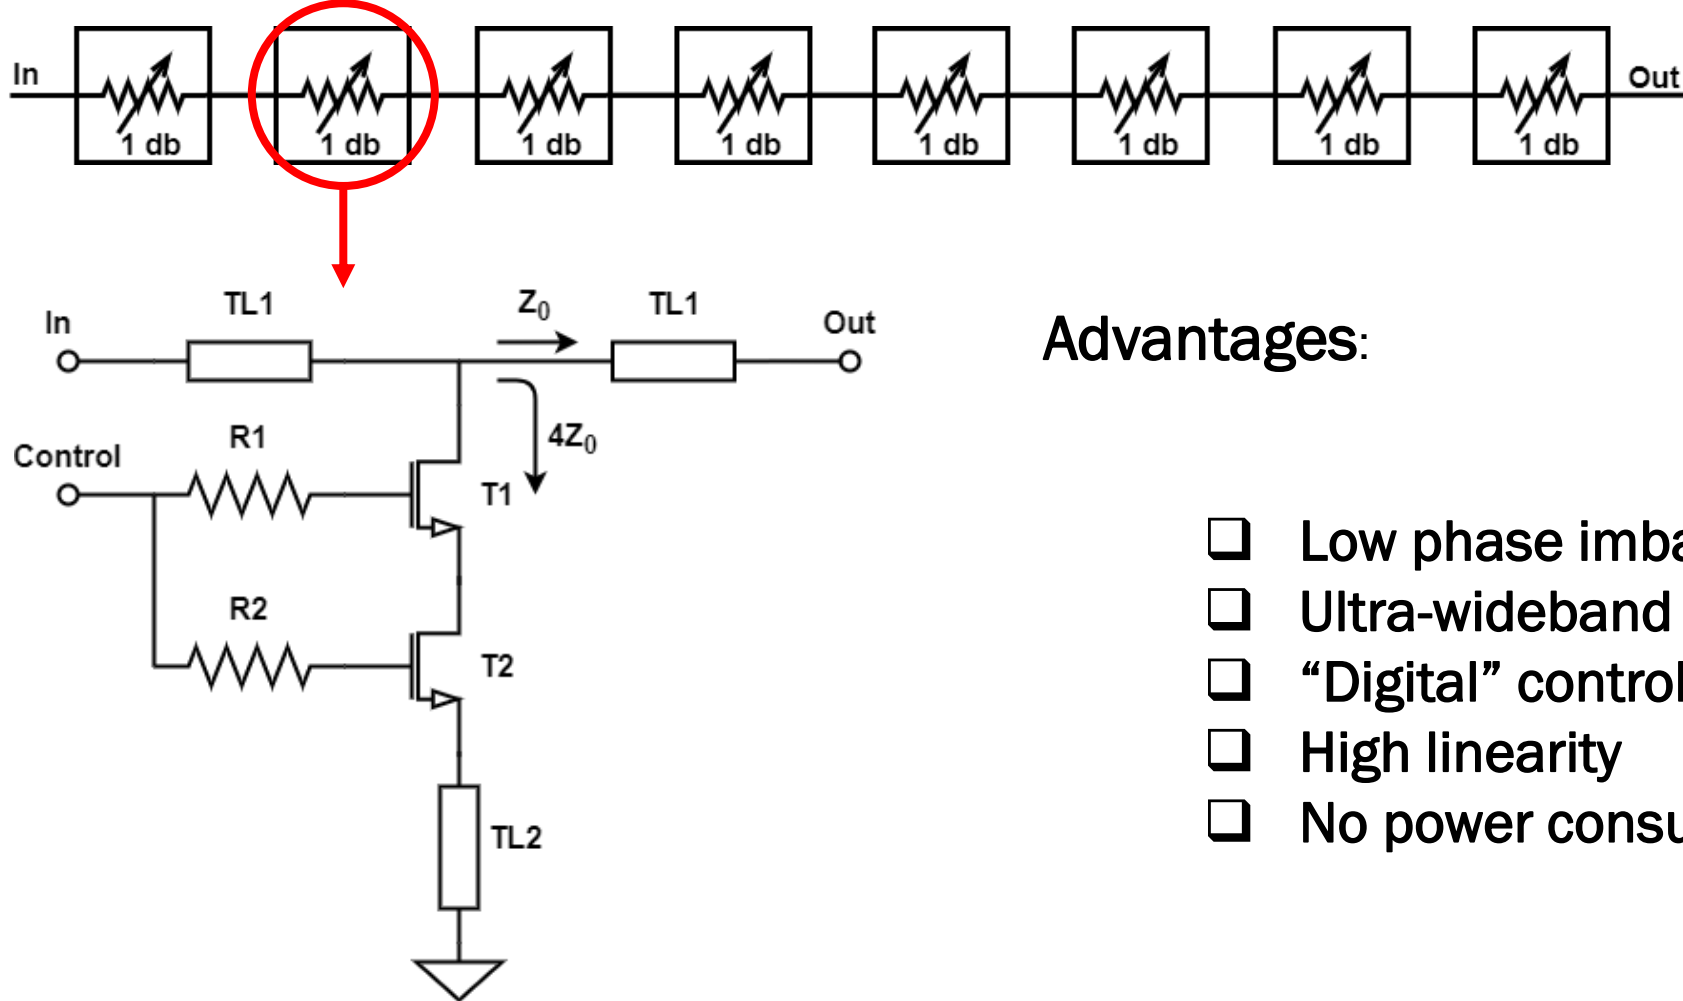 In
Out
1 db
1 db
1 db
1 db
1 db
1 db
1 db
1 db
TL1
Z0
TL1
In
Out
Advantages:
R1
4Z0
Control
T1
R2
T2
TL2
Low phase
Ultra-wideband
“Digital” control
High linearity
No power